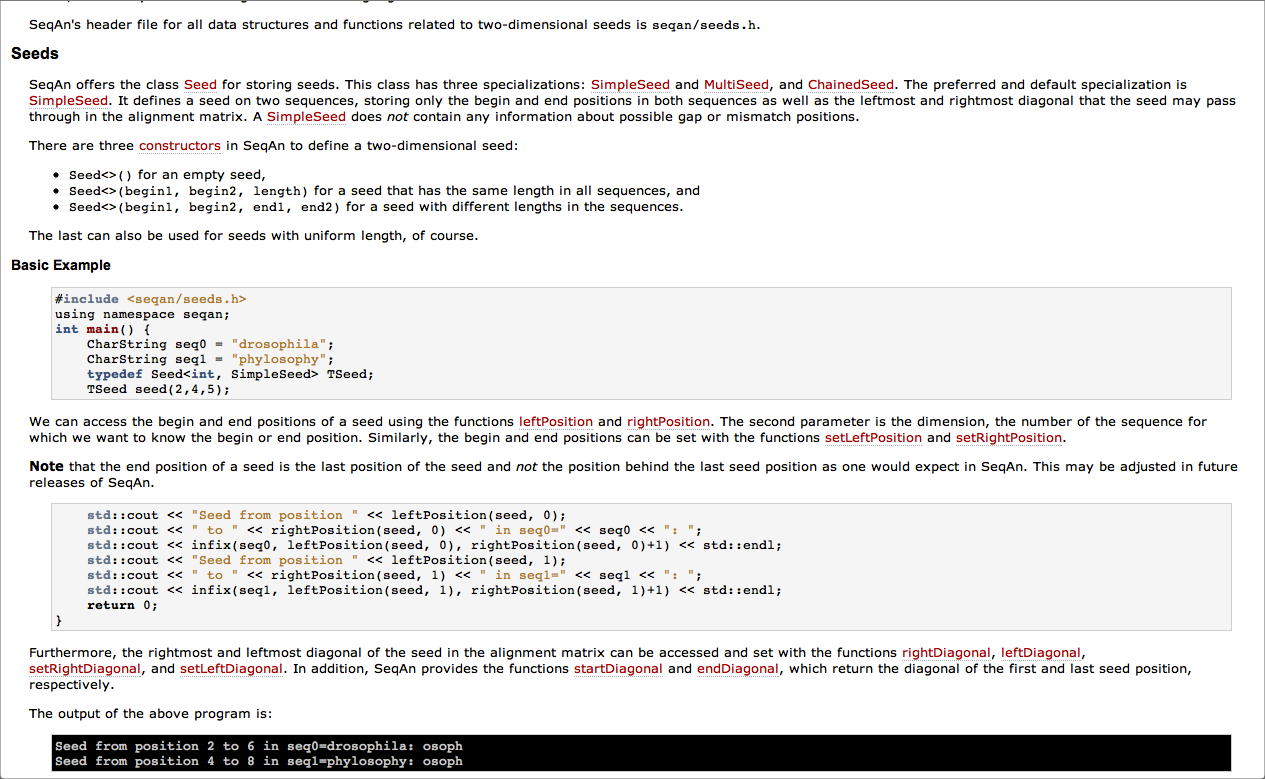 SeqAn's header file for all data structures and functions related to two-dimensional seeds is seqan/seeds.h.
Seeds
SeqAn offers the class Seed for storing seeds. This class has three specializations: SimpleSeed and MultiSeed, and ChainedSeed. The preferred and default specialization is
SimpleSeed. It defines a seed on two sequences, storing only the begin and end positions in both sequences as well as the leftmost and rightmost diagonal that the seed may pass
through in the alignment matrix. A SimpleSeed does not contain any information about possible gap or mismatch positions.
There are three constructors in SeqAn to define a two-dimensional seed:
• Seed<>() for an empty seed,
• Seed<>(begin1, begin2, length) for a seed that has the same length in all sequences, and
• Seed<>(begin1, begin2, end1, end2) for a seed with different lengths in the sequences.
The last can also be used for seeds with uniform length, of course.
Basic Example
#include <seqan/seeds.h>
using namespace seqan;
int main() {
    CharString seq0 = "drosophila";
    CharString seq1 = "phylosophy";
    typedef Seed<int, SimpleSeed> TSeed;
    TSeed seed(2,4,5);
We can access the begin and end positions of a seed using the functions leftPosition and rightPosition. The second parameter is the dimension, the number of the sequence for
which we want to know the begin or end position. Similarly, the begin and end positions can be set with the functions setLeftPosition and setRightPosition.
Note that the end position of a seed is the last position of the seed and not the position behind the last seed position as one would expect in SeqAn. This may be adjusted in future
releases of SeqAn.
    std::cout << "Seed from position " << leftPosition(seed, 0);
    std::cout << " to " << rightPosition(seed, 0) << " in seq0=" << seq0 << ": ";
    std::cout << infix(seq0, leftPosition(seed, 0), rightPosition(seed, 0)+1) << std::endl;
    std::cout << "Seed from position " << leftPosition(seed, 1);
    std::cout << " to " << rightPosition(seed, 1) << " in seq1=" << seq1 << ": ";
    std::cout << infix(seq1, leftPosition(seed, 1), rightPosition(seed, 1)+1) << std::endl;
    return 0;
}
Furthermore, the rightmost and leftmost diagonal of the seed in the alignment matrix can be accessed and set with the functions rightDiagonal, leftDiagonal,
setRightDiagonal, and setLeftDiagonal. In addition, SeqAn provides the functions startDiagonal and endDiagonal, which return the diagonal of the first and last seed position,
respectively.
The output of the above program is:
Seed from position 2 to 6 in seq0=drosophila: osoph
Seed from position 4 to 8 in seq1=phylosophy: osoph